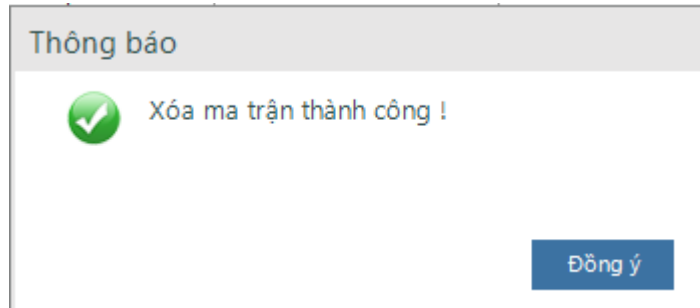 Thông báo
Xóa ma trận thành công !
Đồng ý